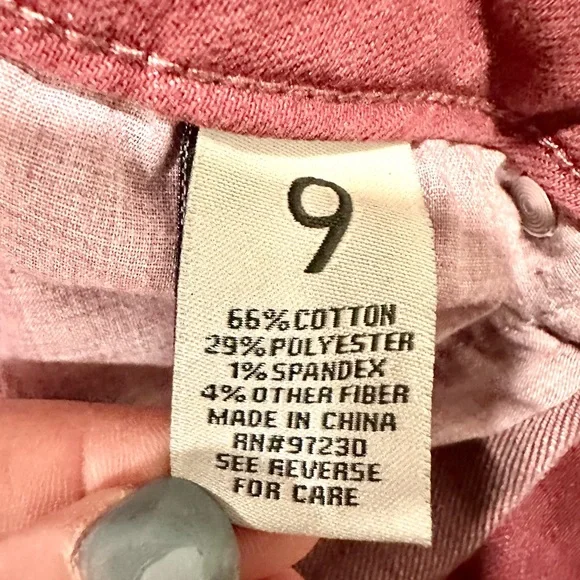 9
66% COTTON
29% POLYESTER
1% SPANDEX
4% OTHER FIBER
MADE IN CHINA
RN#97230
SEE REVERSE
FOR CARE